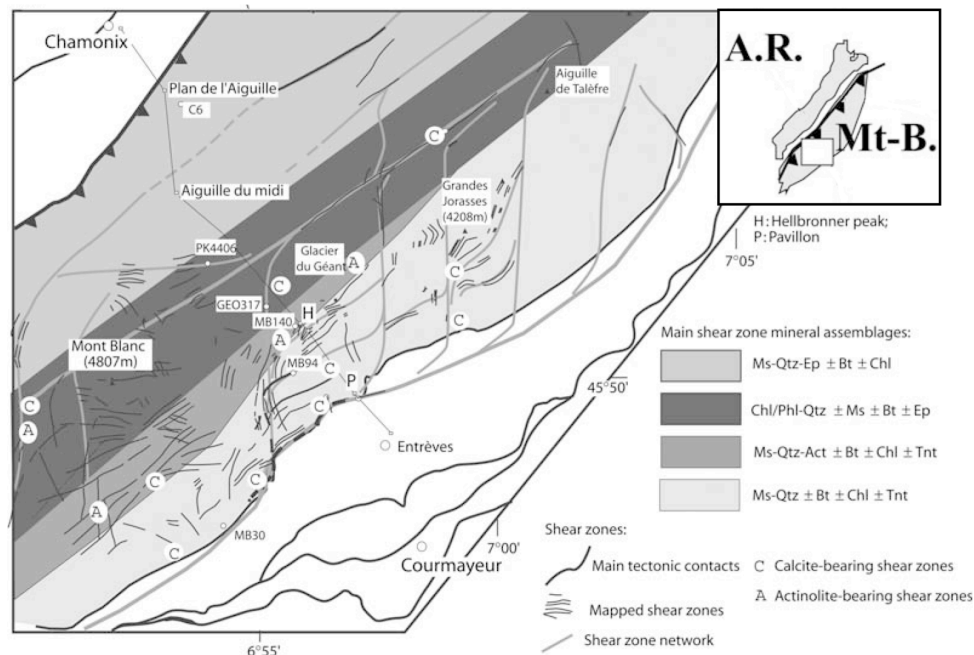 Chamonix
Plan de l'Aiguille
C6
Aiguille du midi
PK4406
Glacier
du Géant
A
C
GEO317
C
MB140
H
A
MB94
C
P
C
Mont Blanc
(4807m)
C
A
C
C
A
MB30
C
Aiguille
de Talèfre
C
Grandes
Jorasses
(4208m)
C
C
Entrèves
Courmayeur
6°55'
7°00'
45°50'
7°05'
A.R.
Mt-B.
H: Hellbronner peak;
P: Pavillon
Main shear zone mineral assemblages:
Ms-Qtz-Ep ± Bt ± Chl
Chl/Phl-Qtz ± Ms ± Bt ± Ep
Ms-Qtz-Act ± Bt ± Chl ± Tnt
Ms-Qtz ± Bt ± Chl ± Tnt
Shear zones:
Main tectonic contacts
Mapped shear zones
Shear zone network
C Calcite-bearing shear zones
A Actinolite-bearing shear zones